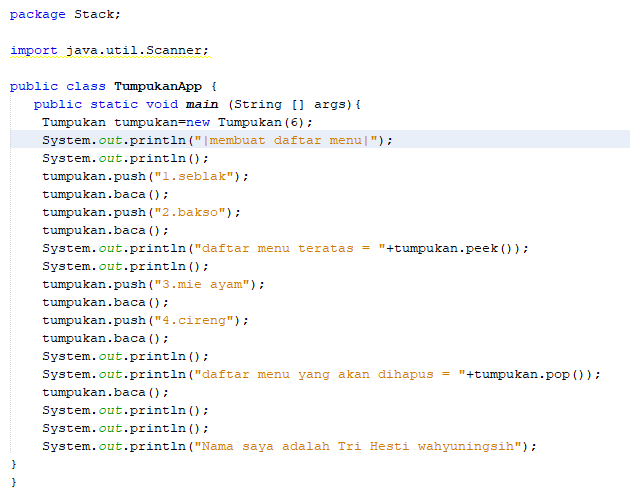 package Stack;
import java.util.Scanner;
public class TumpukanApp {
public static void main (String [] args){
Tumpukan tumpukan=new Tumpukan(6);
System.out.println("|membuat daftar menu|");
System.out.println();
tumpukan.push("1.seblak");
tumpukan.baca();
tumpukan.push("2.bakso");
tumpukan.baca();
System.out.println("daftar menu teratas = "+tumpukan.peek());
System.out.println();
tumpukan.push("3.mie ayam");
tumpukan.baca();
tumpukan.push("4.cireng");
tumpukan.baca();
System.out.println();
System.out.println("daftar menu yang akan dihapus = "+tumpukan.pop());
tumpukan.baca();
System.out.println();
System.out.println();
System.out.println("Nama saya adalah Tri Hesti wahyuningsih");
}
}